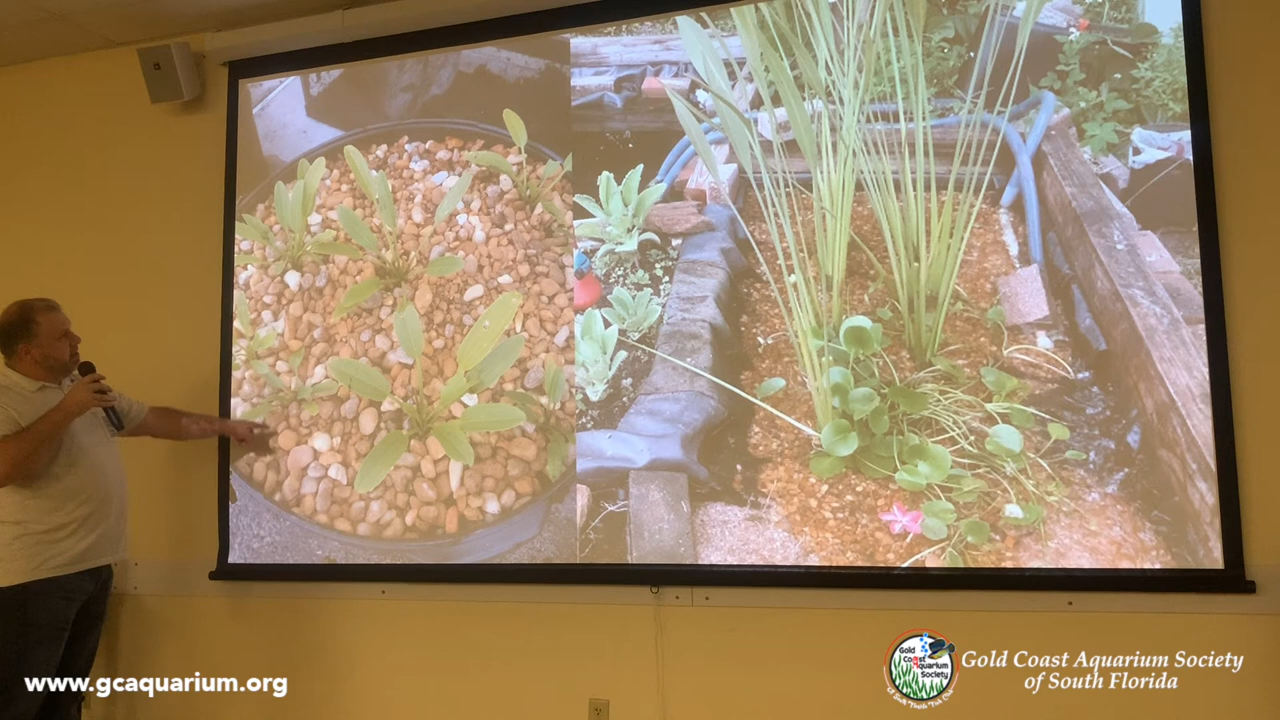 www.gcaquarium.org
Gold Coast Aquarium Society
of South Florida
Gold
Coast
Aquarium
Society